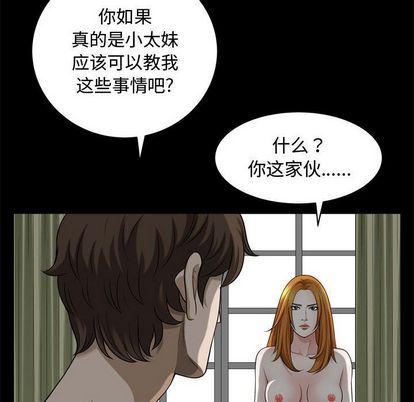 你如果
真的是小太妹
应该可以教我
这些事情吧?
什么？
你这家伙……